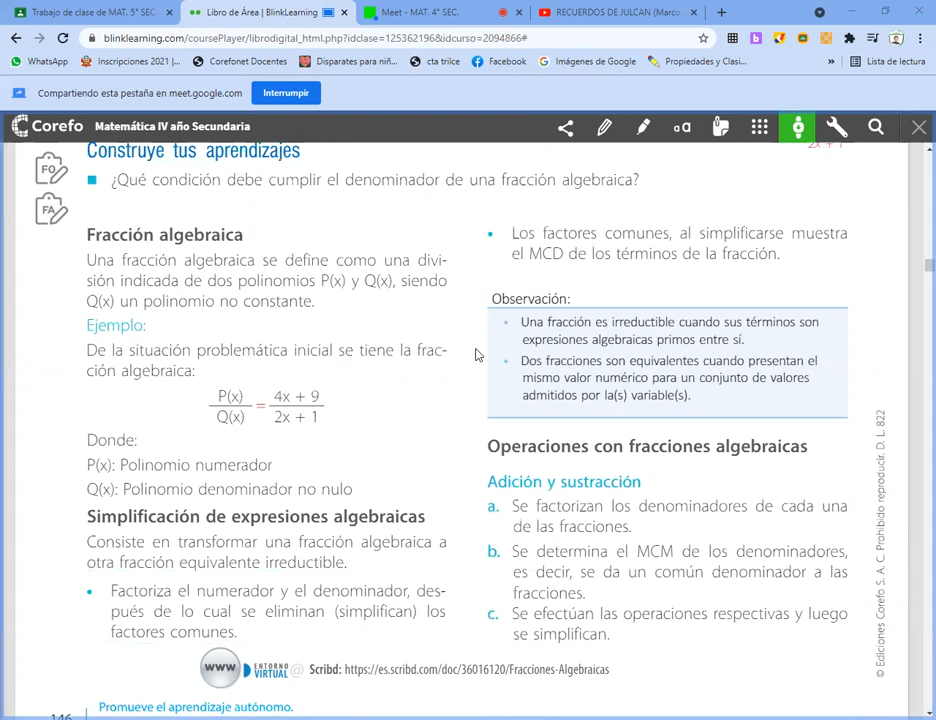 Trabajo de clase de MAT. 5° SEC.
Libro de Área | BlinkLearning
Meet - MAT. 4° SEC.
RECUERDOS DE JULCAN (Marco
blinklearning.com/coursePlayer/librodigital_html.php?idclase=125362196&idcurso=2094866#
WhatsApp
Inscripciones 2021 |...
Corefonet Docentes
Disparates para niñ...
cta trilce
Facebook
Imágenes de Google
Propiedades y Clasi...
»
Lista de lectura
Compartiendo esta pestaña en meet.google.com
Interrumpir
Corefo
Matemática IV año Secundaria
aa
Construye tus aprendizajes
2x + 1
FO
¿Qué condición debe cumplir el denominador de una fracción algebraica?
FA
Fracción algebraica
Una fracción algebraica se define como una divi-
sión indicada de dos polinomios P(x) y Q(x), siendo
Q(x) un polinomio no constante.
Ejemplo:
De la situación problemática inicial se tiene la frac-
ción algebraica:
P(x)/Q(x) = 4x + 9/2x + 1
Donde:
P(x): Polinomio numerador
Q(x): Polinomio denominador no nulo
Simplificación de expresiones algebraicas
Consiste en transformar una fracción algebraica a
otra fracción equivalente irreductible.
• Factoriza el numerador y el denominador, des-
pués de lo cual se eliminan (simplifican) los
factores comunes.
• Los factores comunes, al simplificarse muestra
el MCD de los términos de la fracción.
Observación:
• Una fracción es irreductible cuando sus términos son
expresiones algebraicas primos entre sí.
• Dos fracciones son equivalentes cuando presentan el
mismo valor numérico para un conjunto de valores
admitidos por la(s) variable(s).
Operaciones con fracciones algebraicas
Adición y sustracción
a. Se factorizan los denominadores de cada una
de las fracciones.
b. Se determina el MCM de los denominadores,
es decir, se da un común denominador a las
fracciones.
c. Se efectúan las operaciones respectivas y luego
se simplifican.
© Ediciones Corefo S. A. C. Prohibido reproducir. D. L. 822
www
ENTORNO
VIRTUAL
@
Scribd: https://es.scribd.com/doc/36016120/Fracciones-Algebraicas
146
Promueve el aprendizaje autónomo.